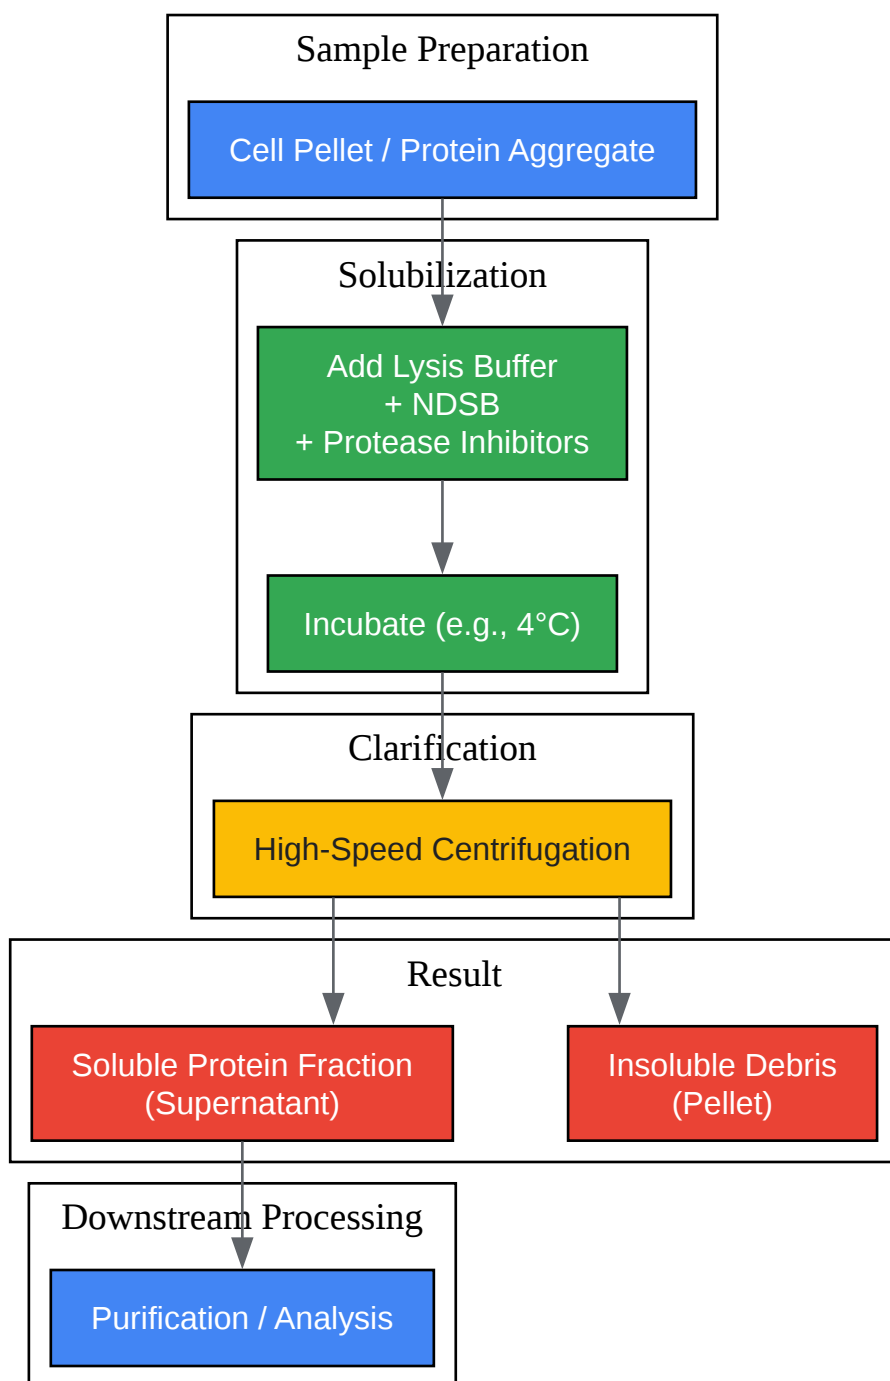 Sample Preparation
Cell Pellet / Protein Aggregate
Solubilization
Add Lysis Buffer
+ NDSB
+ Protease Inhibitors
Incubate (e.g., 4°C)
Clarification
High-Speed Centrifugation
Result
Soluble Protein Fraction
(Supernatant)
Insoluble Debris
(Pellet)
Downstream Processing
Purification / Analysis